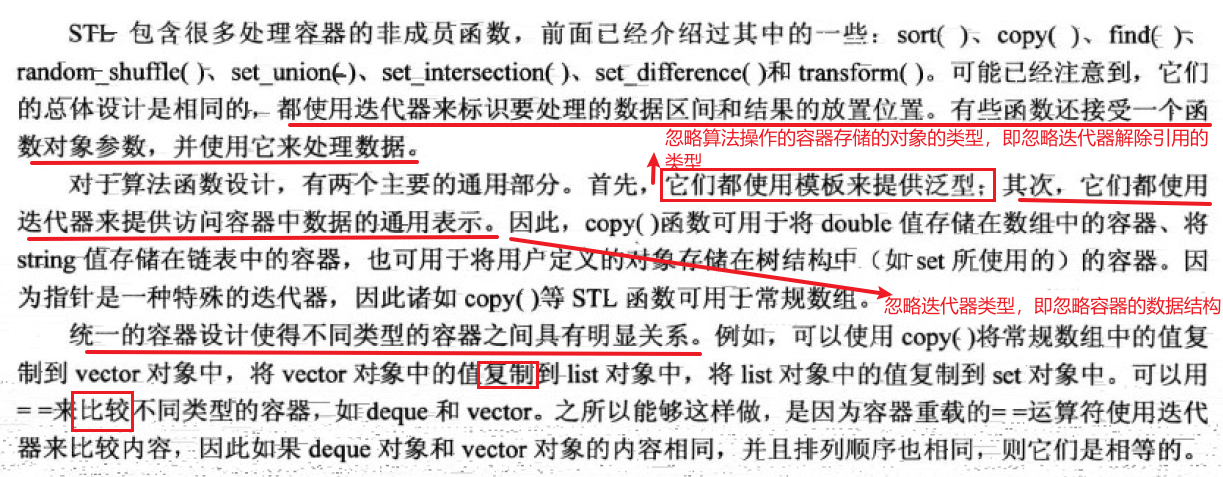 STL 包含很多处理容器的非成员函数，前面已经介绍过其中的一些：sort( )、copy( )、find( )、
random_shuffle( )、set_union( )、set_intersection( )、set_difference( )和 transform( )。可能已经注意到，它们
的总体设计是相同的，都使用迭代器来标识要处理的数据区间和结果的放置位置。有些函数还接受一个函
数对象参数，并使用它来处理数据。
忽略算法操作的容器存储的对象的类型，即忽略迭代器解除引用的
类型
对于算法函数设计，有两个主要的通用部分。首先，它们都使用模板来提供泛型；其次，它们都使用
迭代器来提供访问容器中数据的通用表示。因此，copy( )函数可用于将 double 值存储在数组中的容器、将
string 值存储在链表中的容器，也可用于将用户定义的对象存储在树结构中（如 set 所使用的）的容器。因
为指针是一种特殊的迭代器，因此诸如 copy( )等 STL 函数可用于常规数组。
忽略迭代器类型，即忽略容器的数据结构
统一的容器设计使得不同类型的容器之间具有明显关系。例如，可以使用 copy( )将常规数组中的值复
制到 vector 对象中，将 vector 对象中的值复制到 list 对象中，将 list 对象中的值复制到 set 对象中。可以用
= =来比较不同类型的容器，如 deque 和 vector。之所以能够这样做，是因为容器重载的= =运算符使用迭代
器来比较内容，因此如果 deque 对象和 vector 对象的内容相同，并且排列顺序也相同，则它们是相等的。